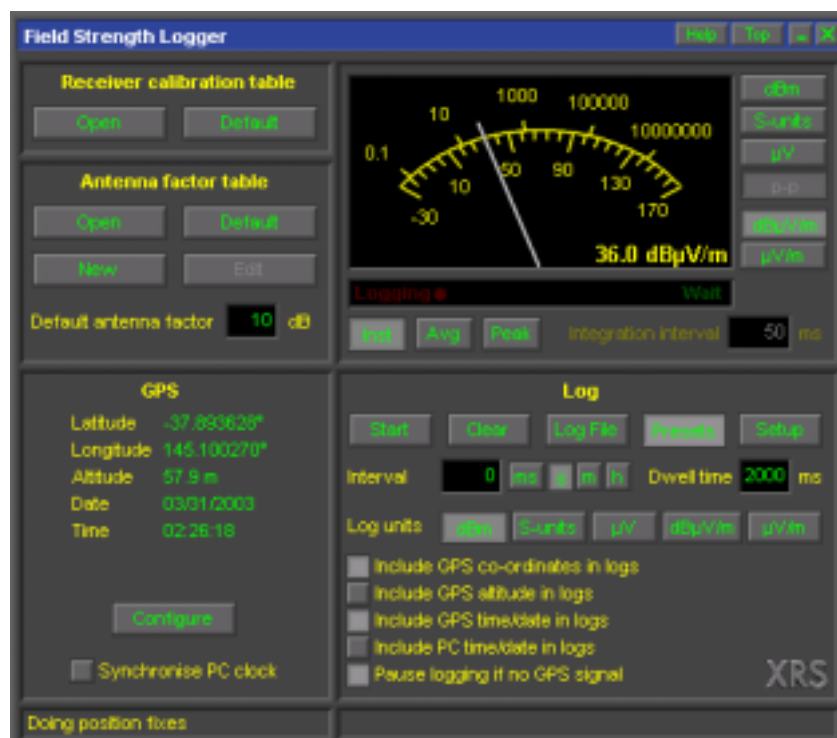 Field Strength Logger Help Top
Receiver calibration table
Open Default
Antenna factor table
Open Default
New Edit
Default antenna factor 10 dB
0.1 10 1000 100000 10000000
-30 10 50 90 130 170
36.0 dBµV/m
dBm
S-units
µV
p-p
dBµV/m
µV/m
Logging Wait
Inst Avg Peak Integration interval 50 ms
GPS
Latitude -37.893628°
Longitude 145.100270°
Altitude 57.9 m
Date 03/31/2003
Time 02:26:18
Configure
Synchronise PC clock
Log
Start Clear Log File Presets Setup
Interval 0 ms s m h Dwell time 2000 ms
Log units dBm S-units µV dBµV/m µV/m
Include GPS co-ordinates in logs
Include GPS altitude in logs
Include GPS time/date in logs
Include PC time/date in logs
Pause logging if no GPS signal
XRS
Doing position fixes